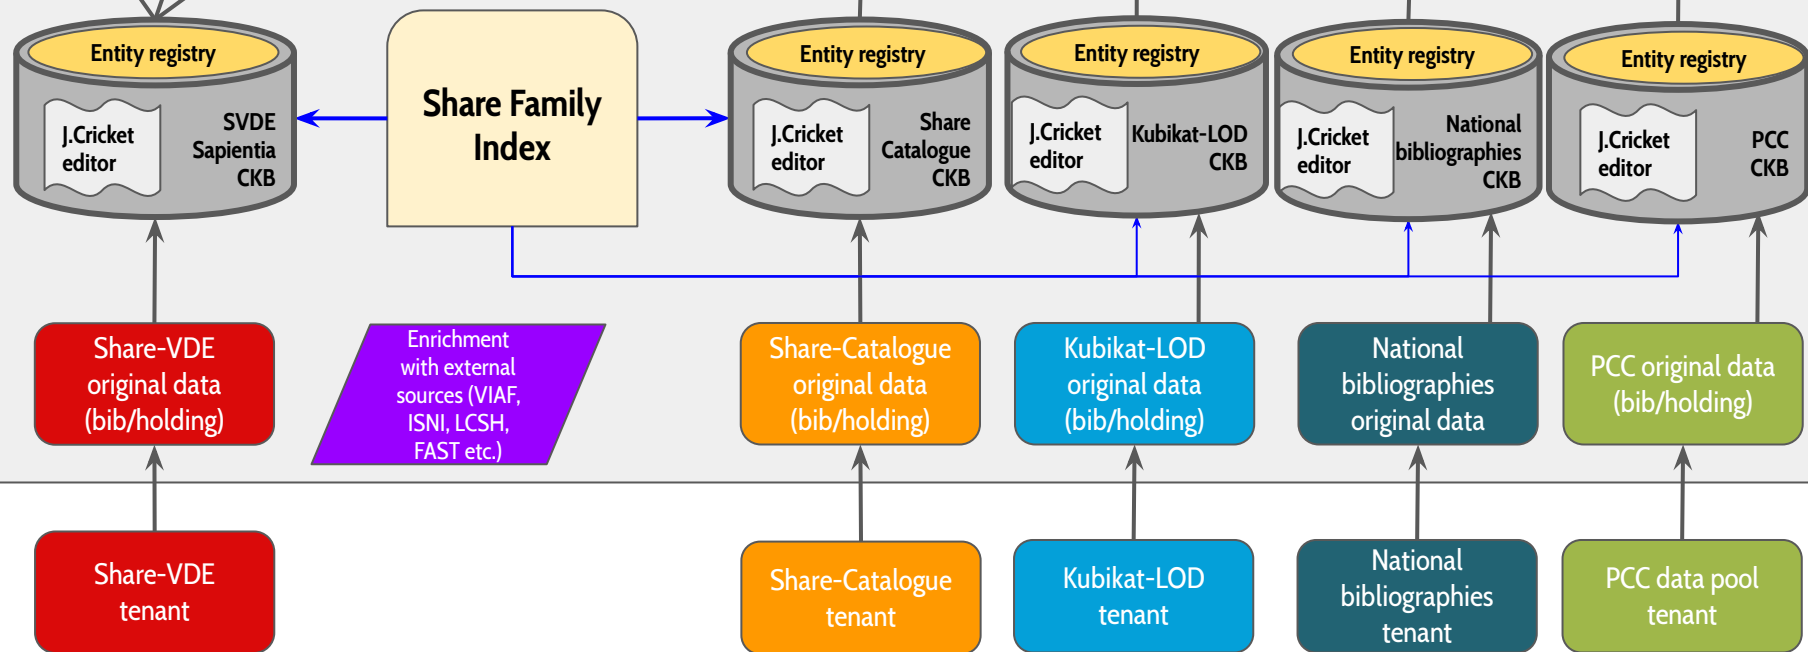 Entity registry
J.Cricket
editor
SVDE
Sapientia
CKB
Share Family
Index
Entity registry
J.Cricket
editor
Share
Catalogue
CKB
Entity registry
J.Cricket
editor
Kubikat-LOD
CKB
Entity registry
J.Cricket
editor
National
bibliographies
CKB
Entity registry
J.Cricket
editor
PCC
CKB
Share-VDE
original data
(bib/holding)
Enrichment
with external
sources (VIAF,
ISNI, LCSH,
FAST etc.)
Share-Catalogue
original data
(bib/holding)
Kubikat-LOD
original data
(bib/holding)
National
bibliographies
original data
PCC original data
(bib/holding)
Share-VDE
tenant
Share-Catalogue
tenant
Kubikat-LOD
tenant
National
bibliographies
tenant
PCC data pool
tenant